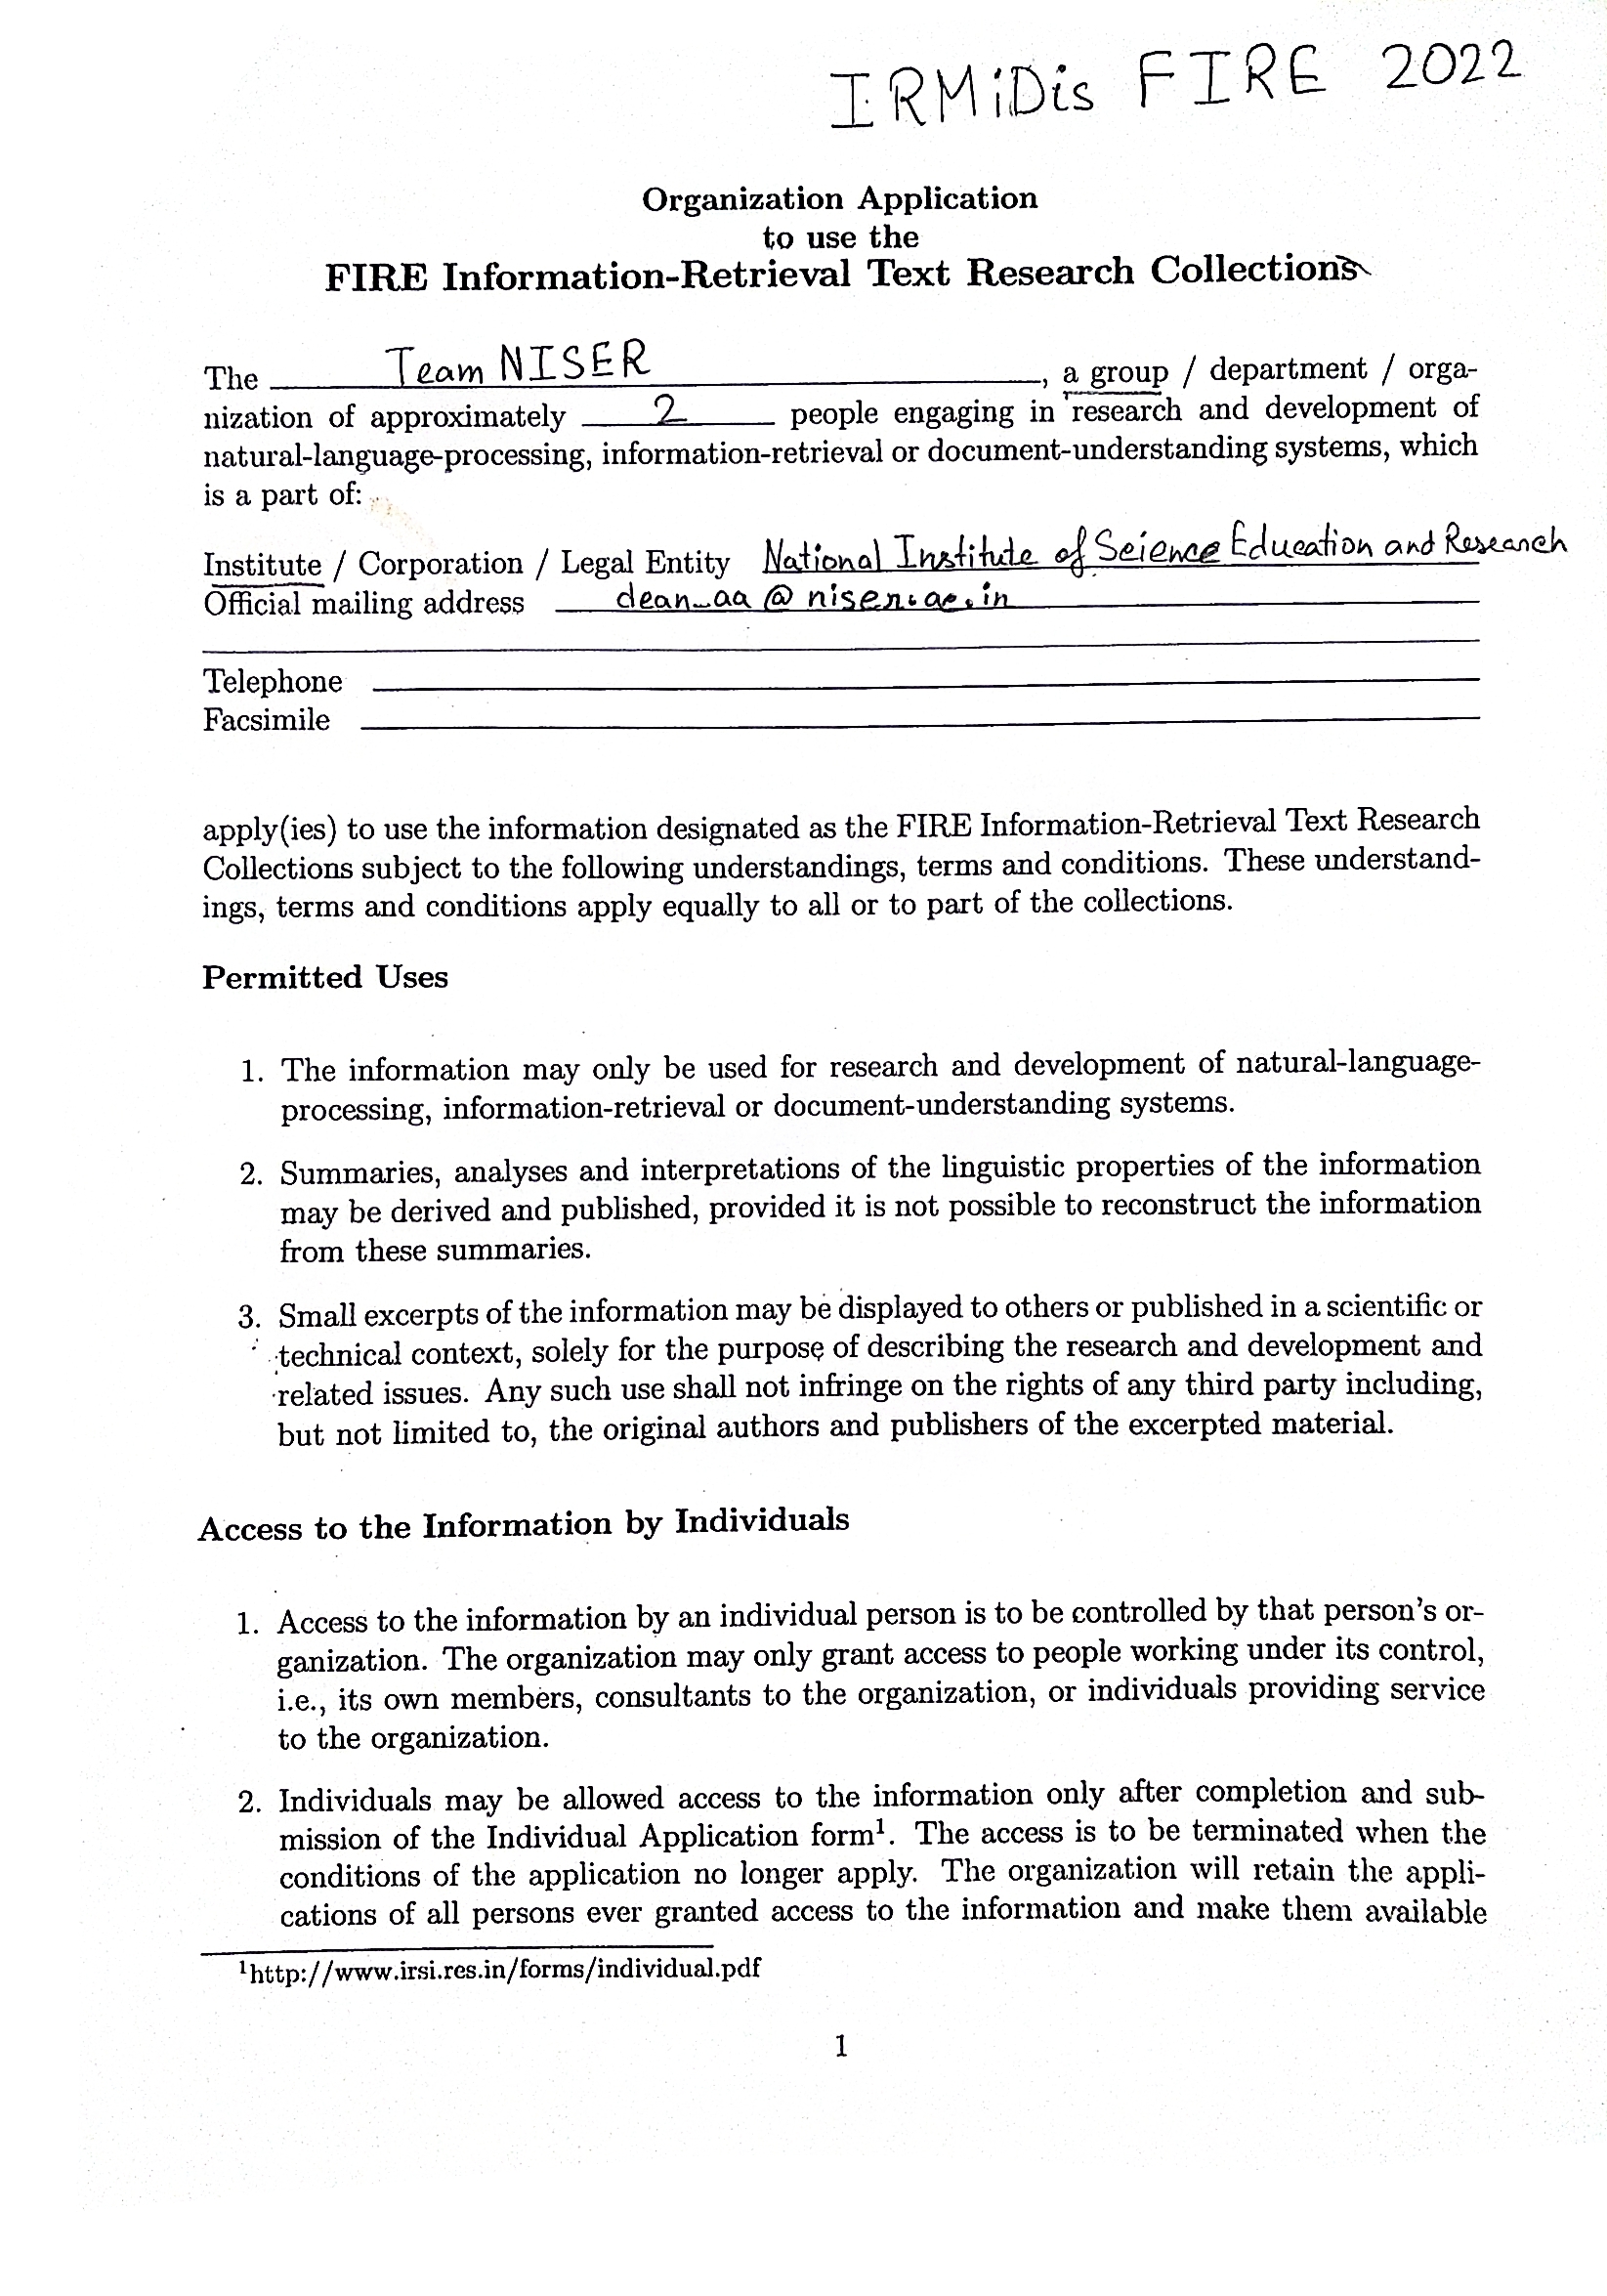 IRMiDis FIRE 2022
Organization Application
to use the
FIRE Information-Retrieval Text Research Collections
The Team NISER, a group / department / orga-
nization of approximately 2 people engaging in research and development of
natural-language-processing, information-retrieval or document-understanding systems, which
is a part of:
Institute / Corporation / Legal Entity National Institute of Science Education and Research
Official mailing address dean_aa @ niser.ac.in
Telephone
Facsimile
apply(ies) to use the information designated as the FIRE Information-Retrieval Text Research
Collections subject to the following understandings, terms and conditions. These understand-
ings, terms and conditions apply equally to all or to part of the collections.
Permitted Uses
1. The information may only be used for research and development of natural-language-
processing, information-retrieval or document-understanding systems.
2. Summaries, analyses and interpretations of the linguistic properties of the information
may be derived and published, provided it is not possible to reconstruct the information
from these summaries.
3. Small excerpts of the information may be displayed to others or published in a scientific or
technical context, solely for the purpose of describing the research and development and
related issues. Any such use shall not infringe on the rights of any third party including,
but not limited to, the original authors and publishers of the excerpted material.
Access to the Information by Individuals
1. Access to the information by an individual person is to be controlled by that person's or-
ganization. The organization may only grant access to people working under its control,
i.e., its own members, consultants to the organization, or individuals providing service
to the organization.
2. Individuals may be allowed access to the information only after completion and sub-
mission of the Individual Application form¹. The access is to be terminated when the
conditions of the application no longer apply. The organization will retain the appli-
cations of all persons ever granted access to the information and make them available
¹http://www.irsi.res.in/forms/individual.pdf
1